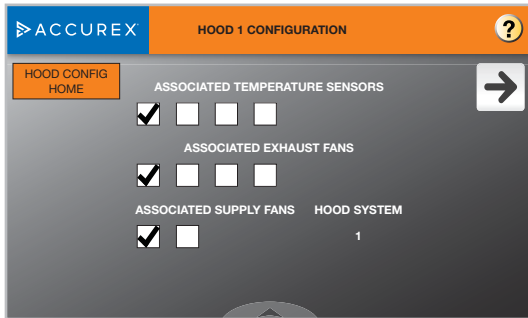 ACCUREX
HOOD 1 CONFIGURATION
?
HOOD CONFIG
HOME
ASSOCIATED TEMPERATURE SENSORS
ASSOCIATED EXHAUST FANS
ASSOCIATED SUPPLY FANS
HOOD SYSTEM
1